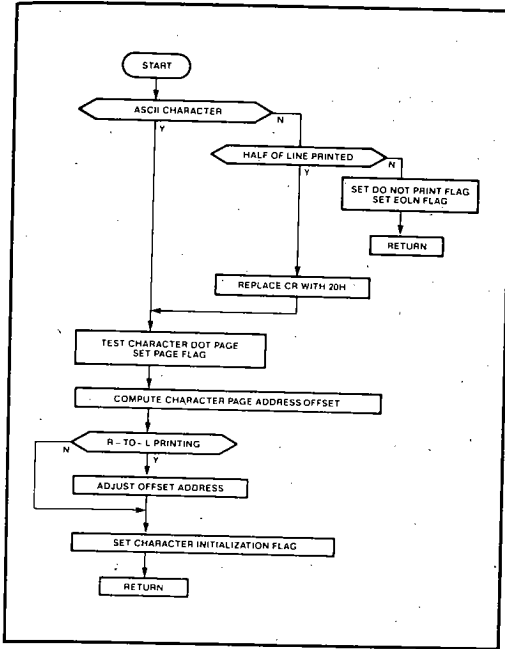 START
ASCII CHARACTER
N
Y
HALF OF LINE PRINTED
N
Y
SET DO NOT PRINT FLAG
SET EOLN FLAG
RETURN
REPLACE CR WITH 20H
TEST CHARACTER DOT PAGE
SET PAGE FLAG
COMPUTE CHARACTER PAGE ADDRESS OFFSET
R-TO-L PRINTING
N
Y
ADJUST OFFSET ADDRESS
SET CHARACTER INITIALIZATION FLAG
RETURN